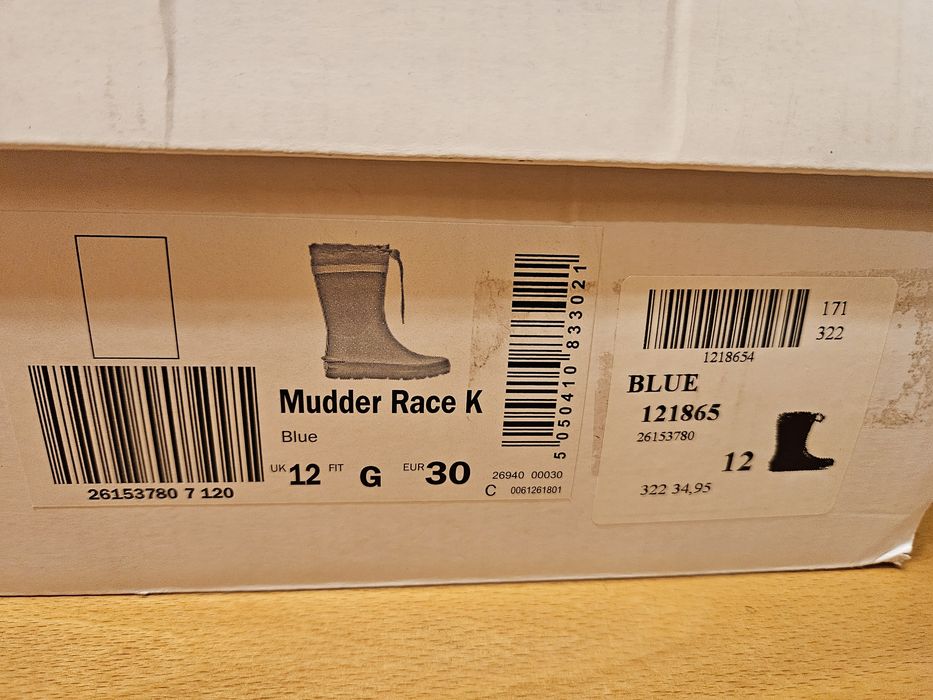 26153780 7 120
Mudder Race K
Blue
UK 12 FIT G EUR 30
5 050410 833021
26940 00030
C 0061261801
1218654
171
322
BLUE
121865
26153780
12
322 34,95